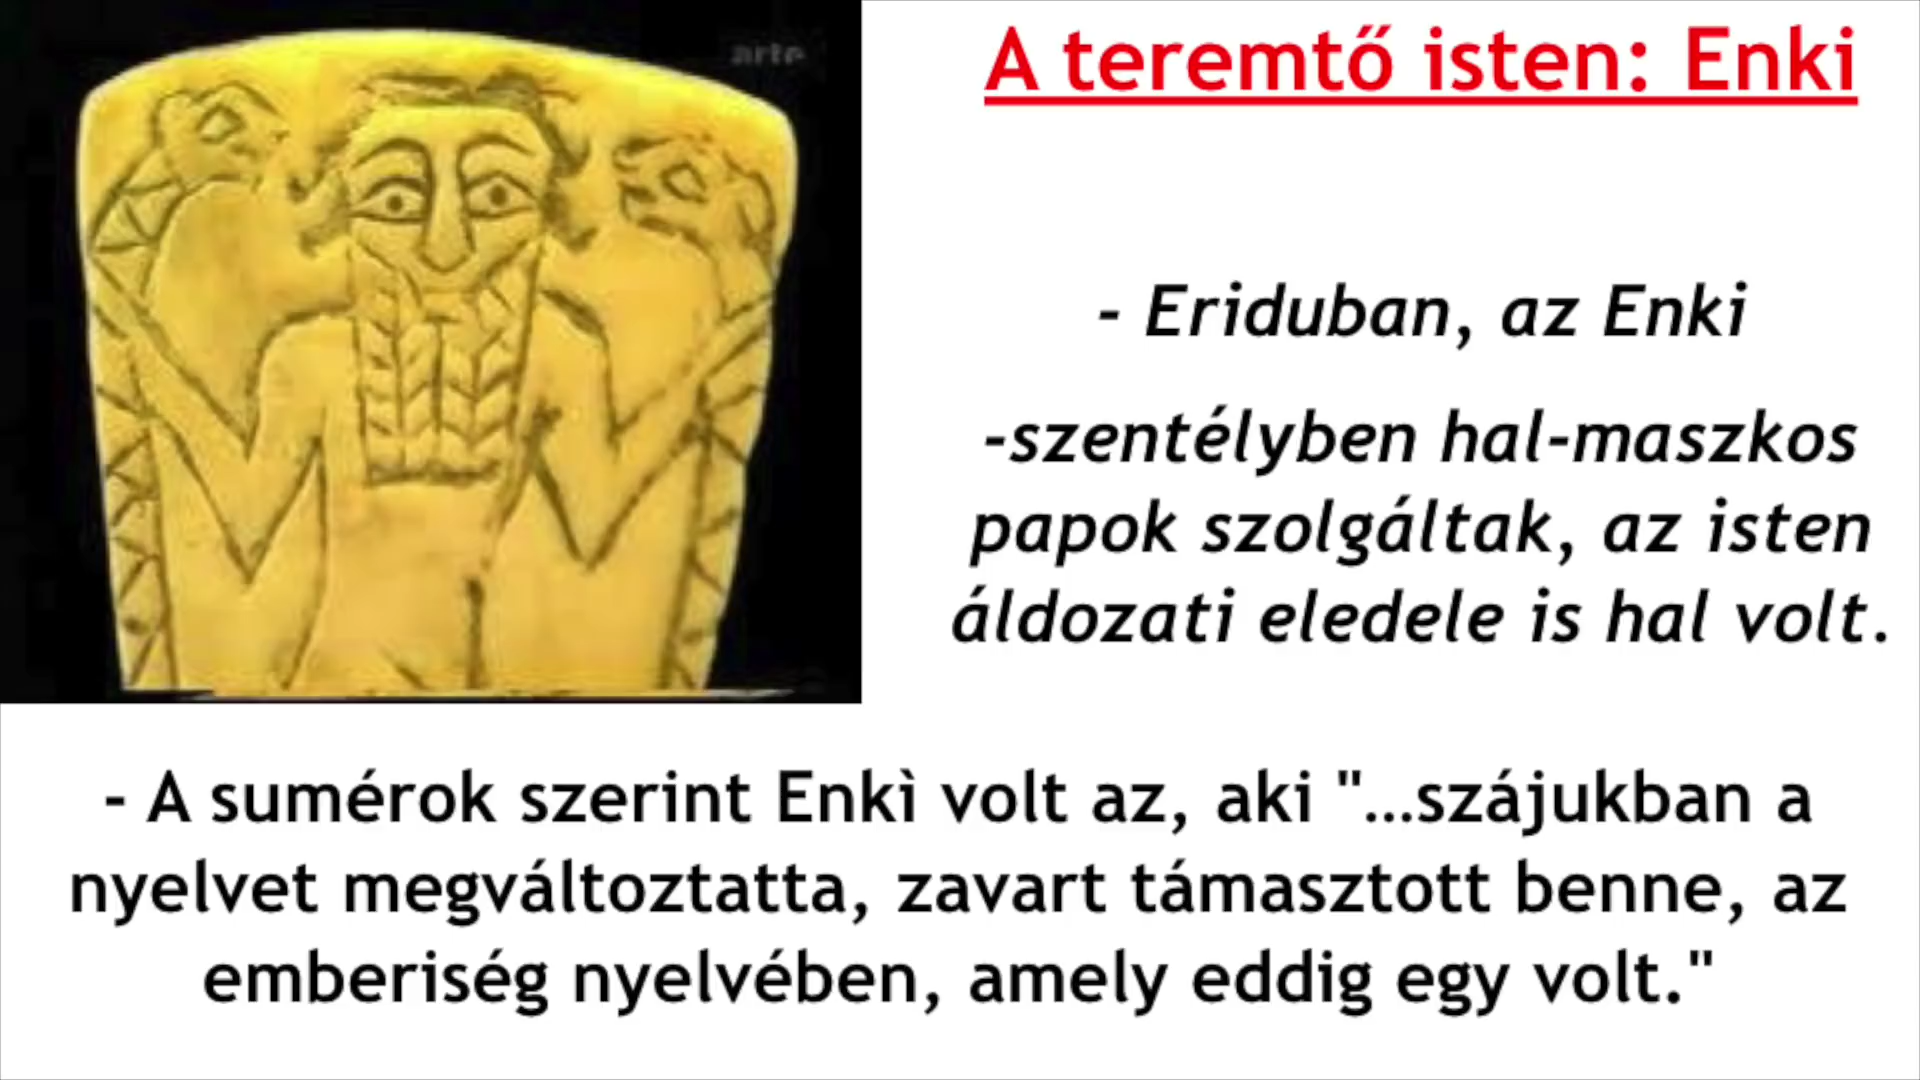 arte
A teremtő isten: Enki
- Eriduban, az Enki
-szentélyben hal-maszkos
papok szolgáltak, az isten
áldozati eledele is hal volt.
- A sumérok szerint Enkì volt az, aki "...szájukban a
nyelvet megváltoztatta, zavart támasztott benne, az
emberiség nyelvében, amely eddig egy volt."